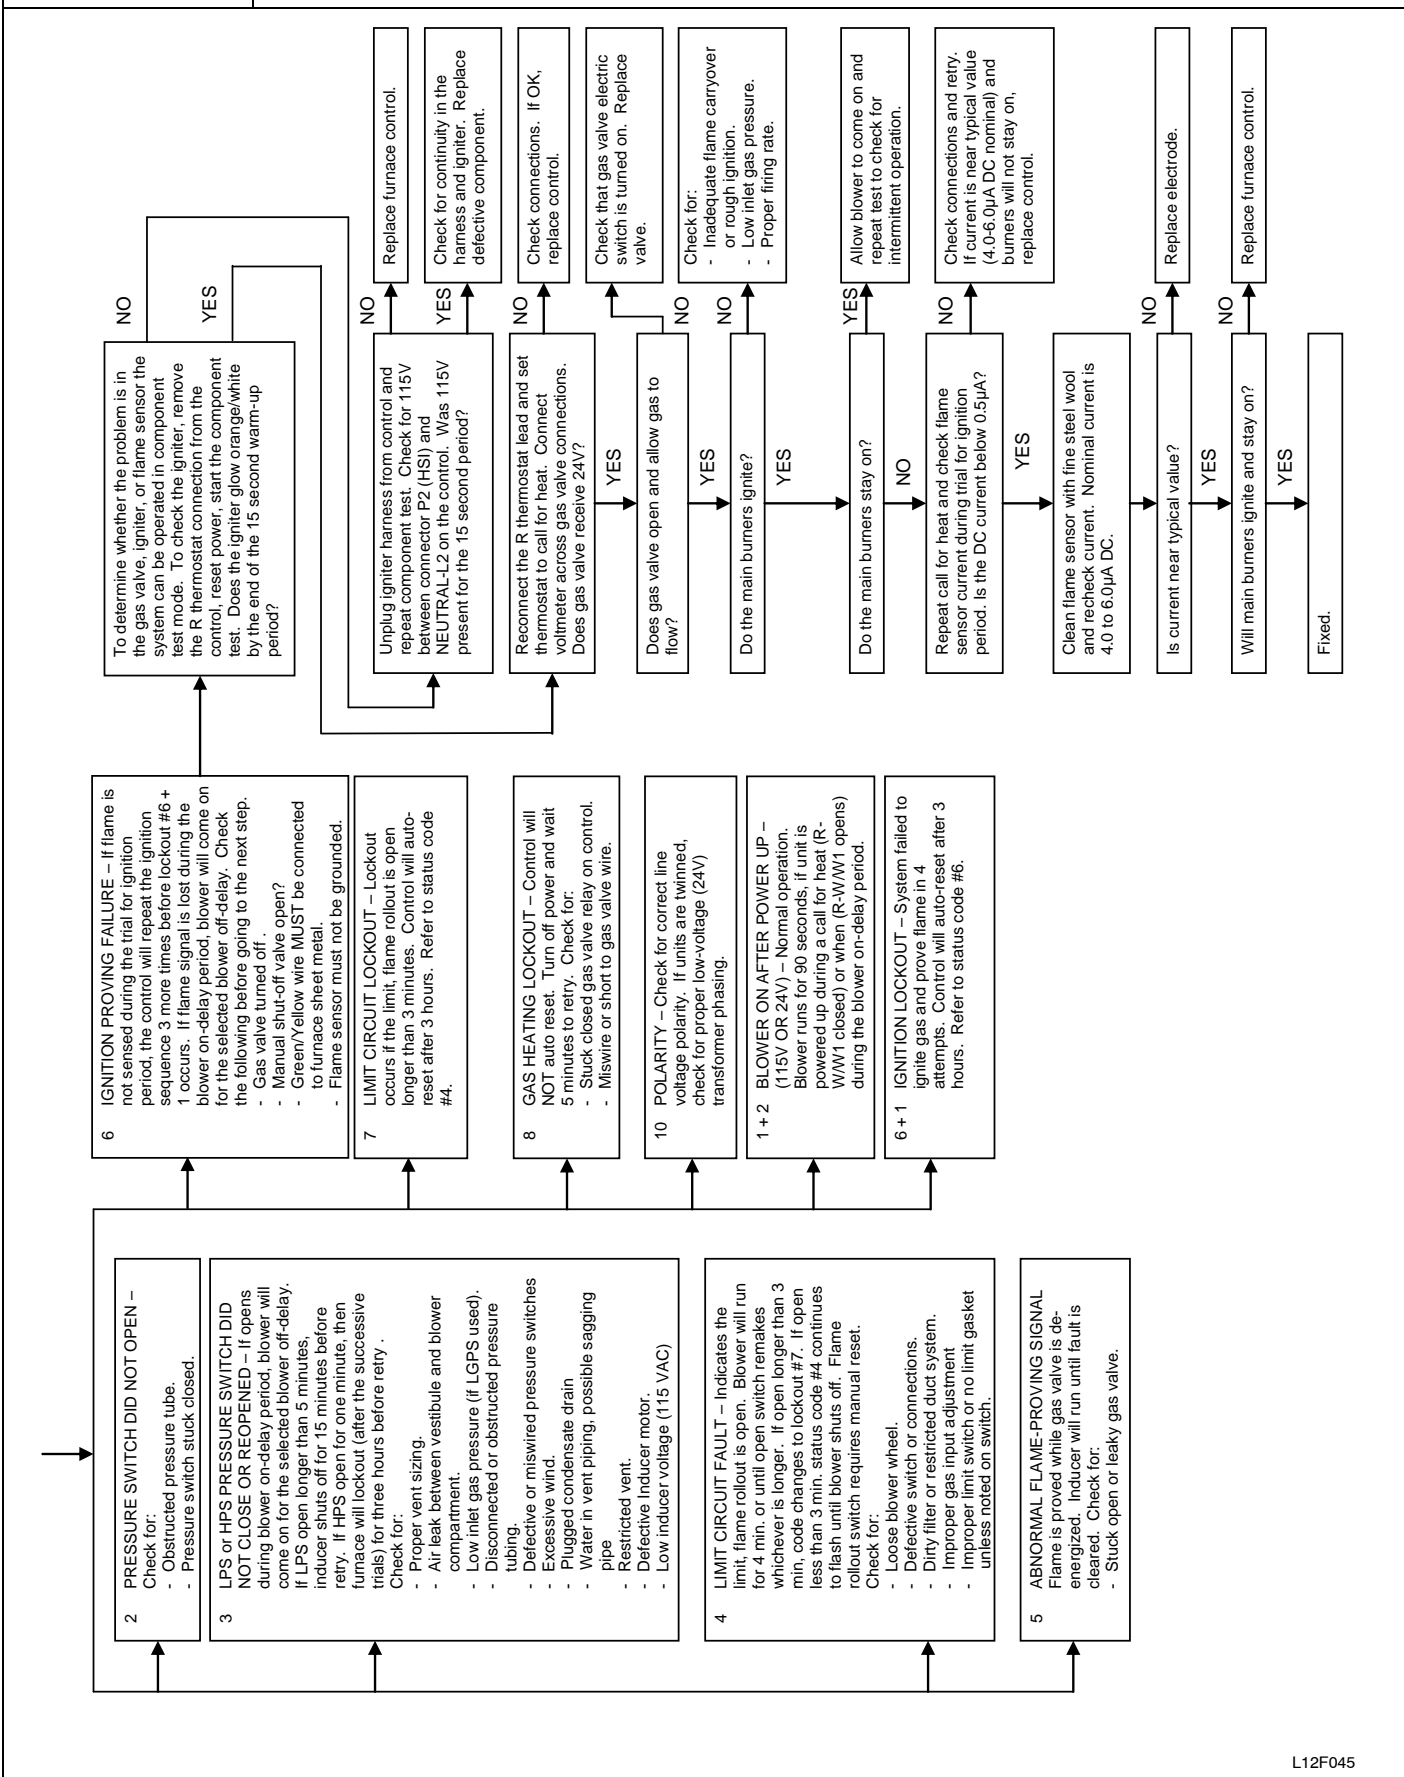 2 PRESSURE SWITCH DID NOT OPEN –
Check for:
- Obstructed pressure tube.
- Pressure switch stuck closed.
3 LPS or HPS PRESSURE SWITCH DID
NOT CLOSE OR REOPENED – If opens
during blower on-delay period, blower will
come on for the selected blower off-delay.
If LPS open longer than 5 minutes,
inducer shuts off for 15 minutes before
retry. If HPS open for one minute, then
furnace will lockout (after the successive
trials) for three hours before retry .
Check for:
- Proper vent sizing.
- Air leak between vestibule and blower
compartment.
- Low inlet gas pressure (if LGPS used).
- Disconnected or obstructed pressure
tubing.
- Defective or miswired pressure switches
- Excessive wind.
- Plugged condensate drain
- Water in vent piping, possible sagging
pipe
- Restricted vent.
- Defective Inducer motor.
- Low inducer voltage (115 VAC)
4 LIMIT CIRCUIT FAULT – Indicates the
limit, flame rollout is open. Blower will run
for 4 min. or until open switch remakes
whichever is longer. If open longer than 3
min, code changes to lockout #7. If open
less than 3 min. status code #4 continues
to flash until blower shuts off. Flame
rollout switch requires manual reset.
Check for:
- Loose blower wheel.
- Defective switch or connections.
- Dirty filter or restricted duct system.
- Improper gas input adjustment
- Improper limit switch or no limit gasket
unless noted on switch.
5 ABNORMAL FLAME-PROVING SIGNAL
Flame is proved while gas valve is de-
energized. Inducer will run until fault is
cleared. Check for:
- Stuck open or leaky gas valve.
6 IGNITION PROVING FAILURE – If flame is
not sensed during the trial for ignition
period, the control will repeat the ignition
sequence 3 more times before lockout #6 +
1 occurs. If flame signal is lost during the
blower on-delay period, blower will come on
for the selected blower off-delay. Check
the following before going to the next step.
- Gas valve turned off .
- Manual shut-off valve open?
- Green/Yellow wire MUST be connected
to furnace sheet metal.
- Flame sensor must not be grounded.
7 LIMIT CIRCUIT LOCKOUT – Lockout
occurs if the limit, flame rollout is open
longer than 3 minutes. Control will auto-
reset after 3 hours. Refer to status code
#4.
8 GAS HEATING LOCKOUT – Control will
NOT auto reset. Turn off power and wait
5 minutes to retry. Check for:
- Stuck closed gas valve relay on control.
- Miswire or short to gas valve wire.
10 POLARITY – Check for correct line
voltage polarity. If units are twinned,
check for proper low-voltage (24V)
transformer phasing.
1 + 2 BLOWER ON AFTER POWER UP –
(115V OR 24V) – Normal operation.
Blower runs for 90 seconds, if unit is
powered up during a call for heat (R-
W/W1 closed) or when (R-W/W1 opens)
during the blower on-delay period.
6 + 1 IGNITION LOCKOUT – System failed to
ignite gas and prove flame in 4
attempts. Control will auto-reset after 3
hours. Refer to status code #6.
To determine whether the problem is in
the gas valve, igniter, or flame sensor the
system can be operated in component
test mode. To check the igniter, remove
the R thermostat connection from the
control, reset power, start the component
test. Does the igniter glow orange/white
by the end of the 15 second warm-up
period?
NO
YES
Unplug igniter harness from control and
repeat component test. Check for 115V
between connector P2 (HSI) and
NEUTRAL-L2 on the control. Was 115V
present for the 15 second period?
NO
Replace furnace control.
YES
Check for continuity in the
harness and igniter. Replace
defective component.
Reconnect the R thermostat lead and set
thermostat to call for heat. Connect
voltmeter across gas valve connections.
Does gas valve receive 24V?
NO
Check connections. If OK,
replace control.
YES
Does gas valve open and allow gas to
flow?
NO
Check that gas valve electric
switch is turned on. Replace
valve.
YES
Do the main burners ignite?
NO
Check for:
- Inadequate flame carryover
or rough ignition.
- Low inlet gas pressure.
- Proper firing rate.
YES
Do the main burners stay on?
YES
Allow blower to come on and
repeat test to check for
intermittent operation.
NO
Repeat call for heat and check flame
sensor current during trial for ignition
period. Is the DC current below 0.5µA?
NO
Check connections and retry.
If current is near typical value
(4.0-6.0µA DC nominal) and
burners will not stay on,
replace control.
YES
Clean flame sensor with fine steel wool
and recheck current. Nominal current is
4.0 to 6.0µA DC.
Is current near typical value?
NO
Replace electrode.
YES
Will main burners ignite and stay on?
NO
Replace furnace control.
YES
Fixed.
L12F045